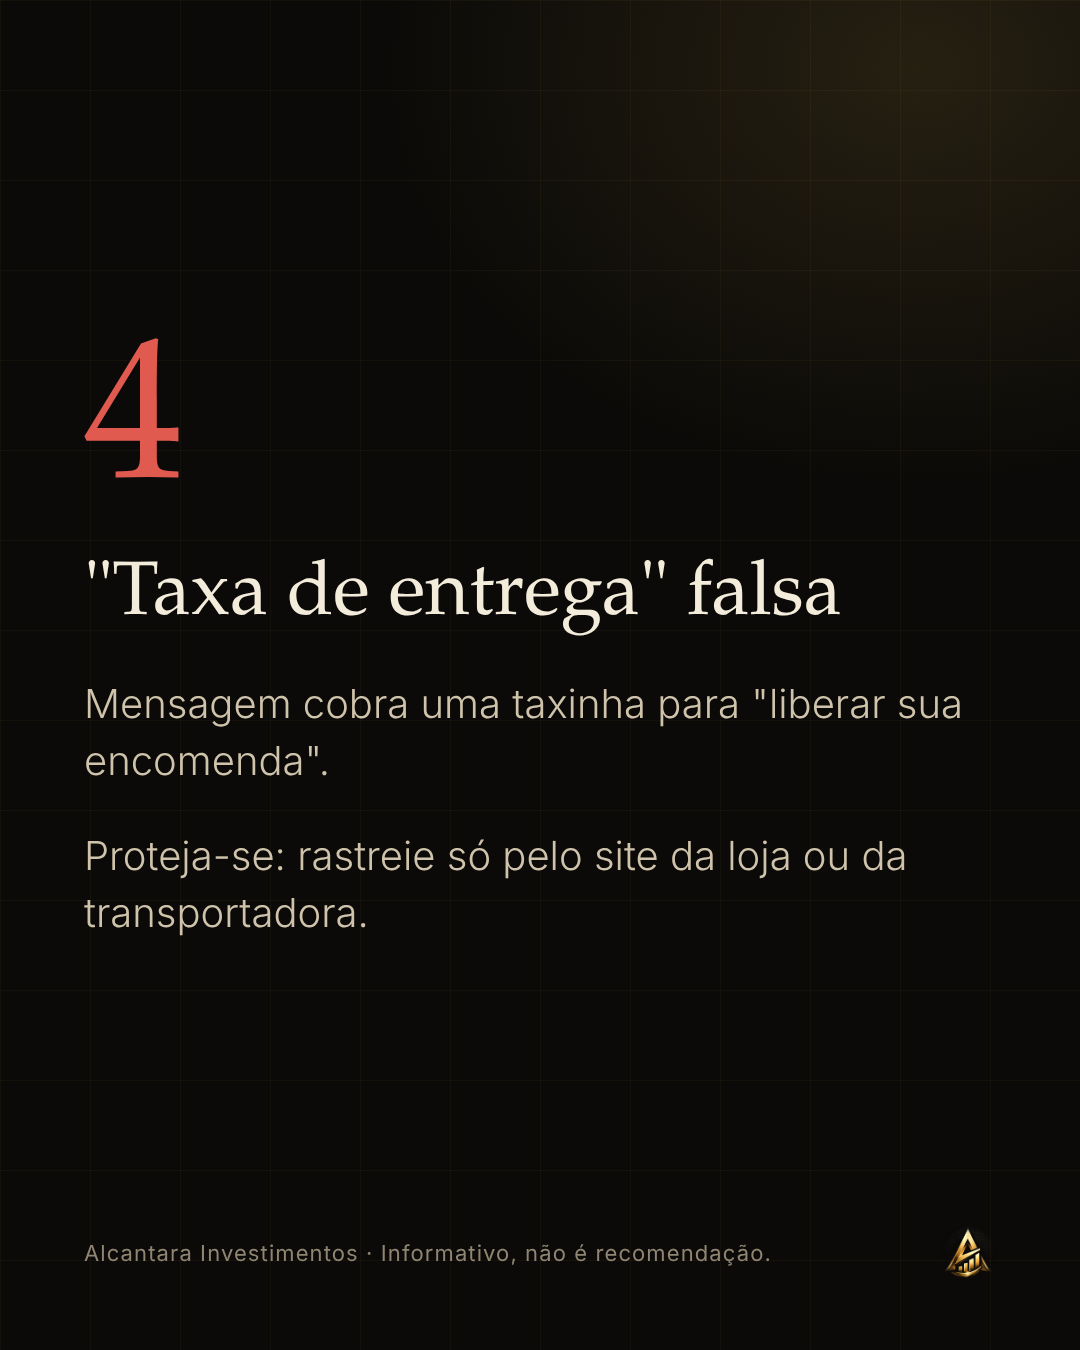 4
"Taxa de entrega" falsa
Mensagem cobra uma taxinha para "liberar sua
encomenda".
Proteja-se: rastreie só pelo site da loja ou da
transportadora.
Alcantara Investimentos · Informativo, não é recomendação.